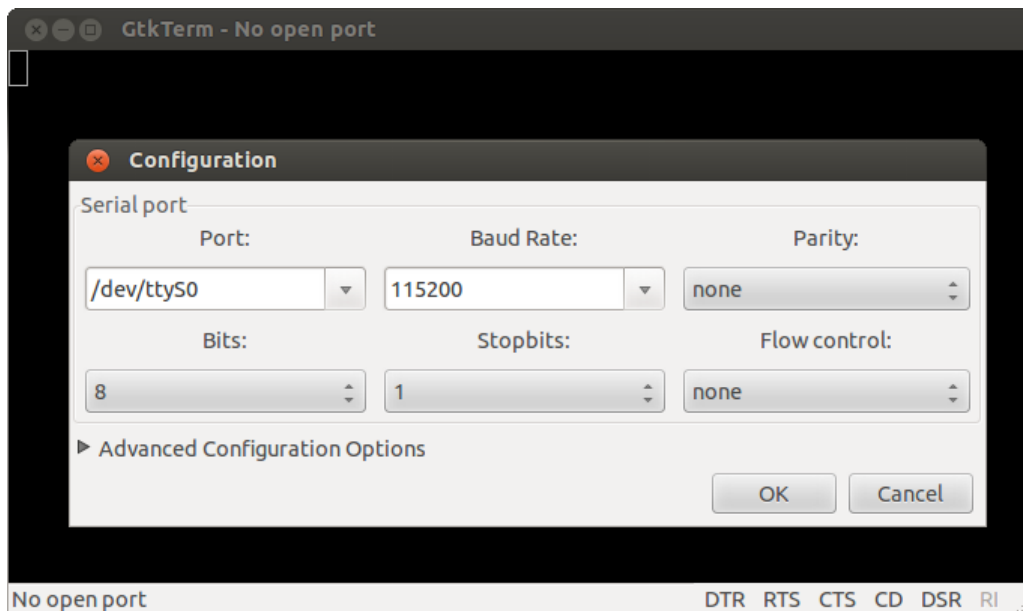 GtkTerm - No open port
Configuration
Serial port
Port: Baud Rate: Parity:
/dev/ttyS0 115200 none
Bits: Stopbits: Flow control:
8 1 none
Advanced Configuration Options
OK Cancel
No open port DTR RTS CTS CD DSR RI